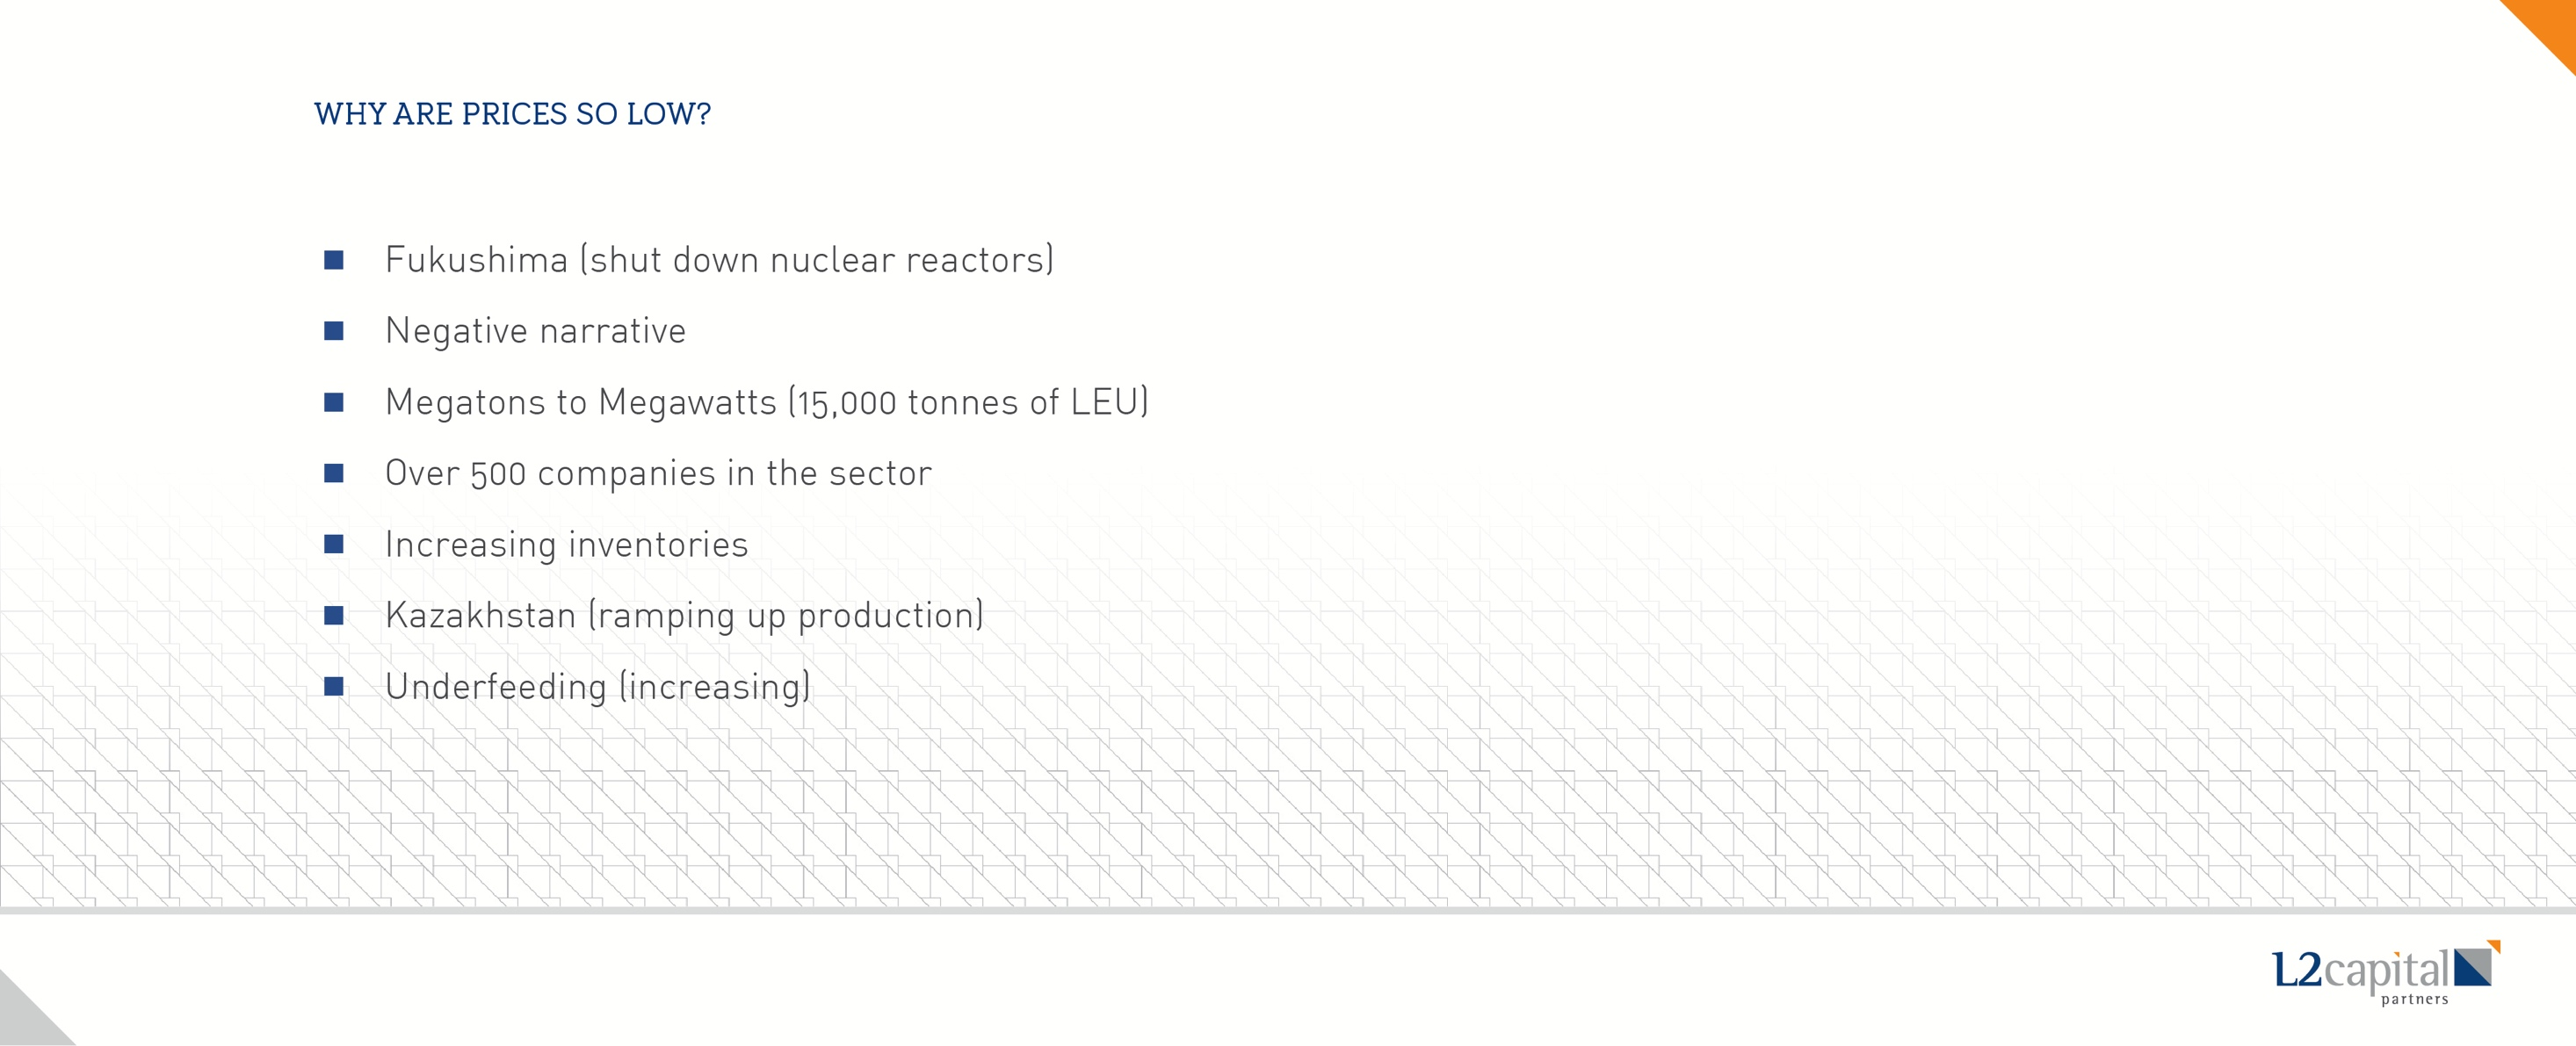 WHY ARE PRICES SO LOW?
Fukushima (shut down nuclear reactors)
Negative narrative
Megatons to Megawatts (15,000 tonnes of LEU)
Over 500 companies in the sector
Increasing inventories
Kazakhstan (ramping up production)
Underfeeding (increasing)
L2capital
partners